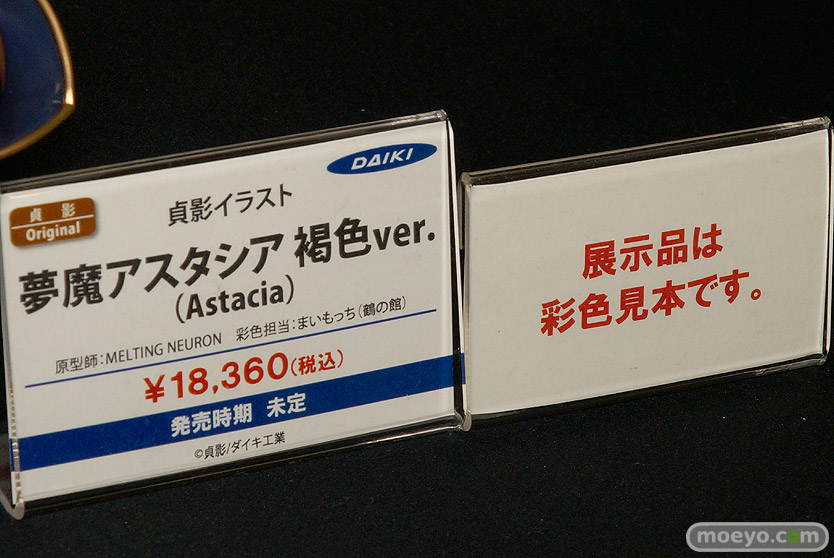 DAIKI
貞影
Original
貞影イラスト
夢魔アスタシア 褐色ver.
(Astacia)
原型師：MELTING NEURON 彩色担当：まいもっち（鶴の館）
¥18,360(税込)
発売時期 未定
©貞影/ダイキ工業
展示品は
彩色見本です。
moeyo.com